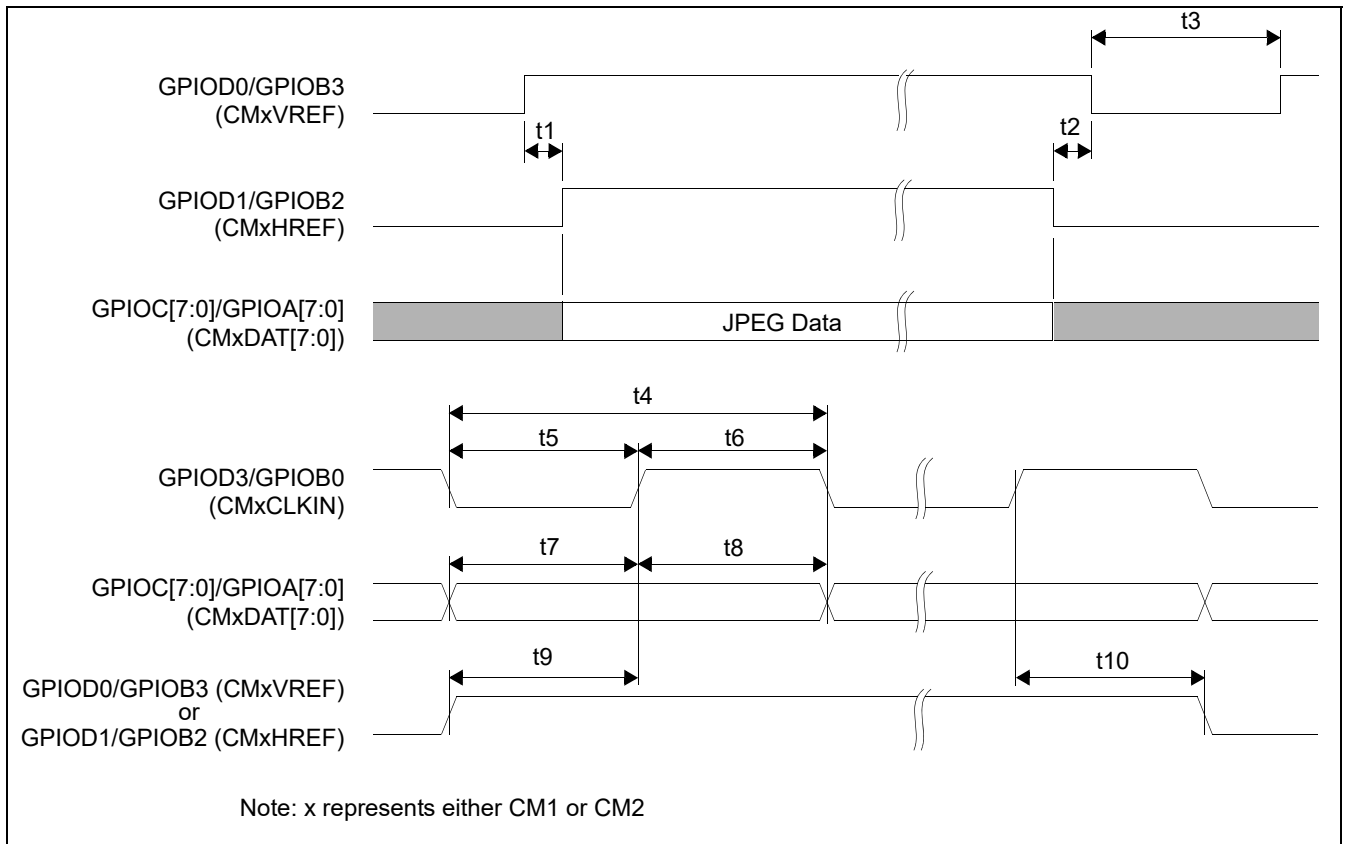 t3
GPIOD0/GPIOB3
(CMxVREF)
t1
t2
GPIOD1/GPIOB2
(CMxHREF)
GPIOC[7:0]/GPIOA[7:0]
(CMxDAT[7:0])
JPEG Data
t4
t5
t6
GPIOD3/GPIOB0
(CMxCLKIN)
t7
t8
GPIOC[7:0]/GPIOA[7:0]
(CMxDAT[7:0])
t9
t10
GPIOD0/GPIOB3 (CMxVREF)
or
GPIOD1/GPIOB2 (CMxHREF)
Note: x represents either CM1 or CM2